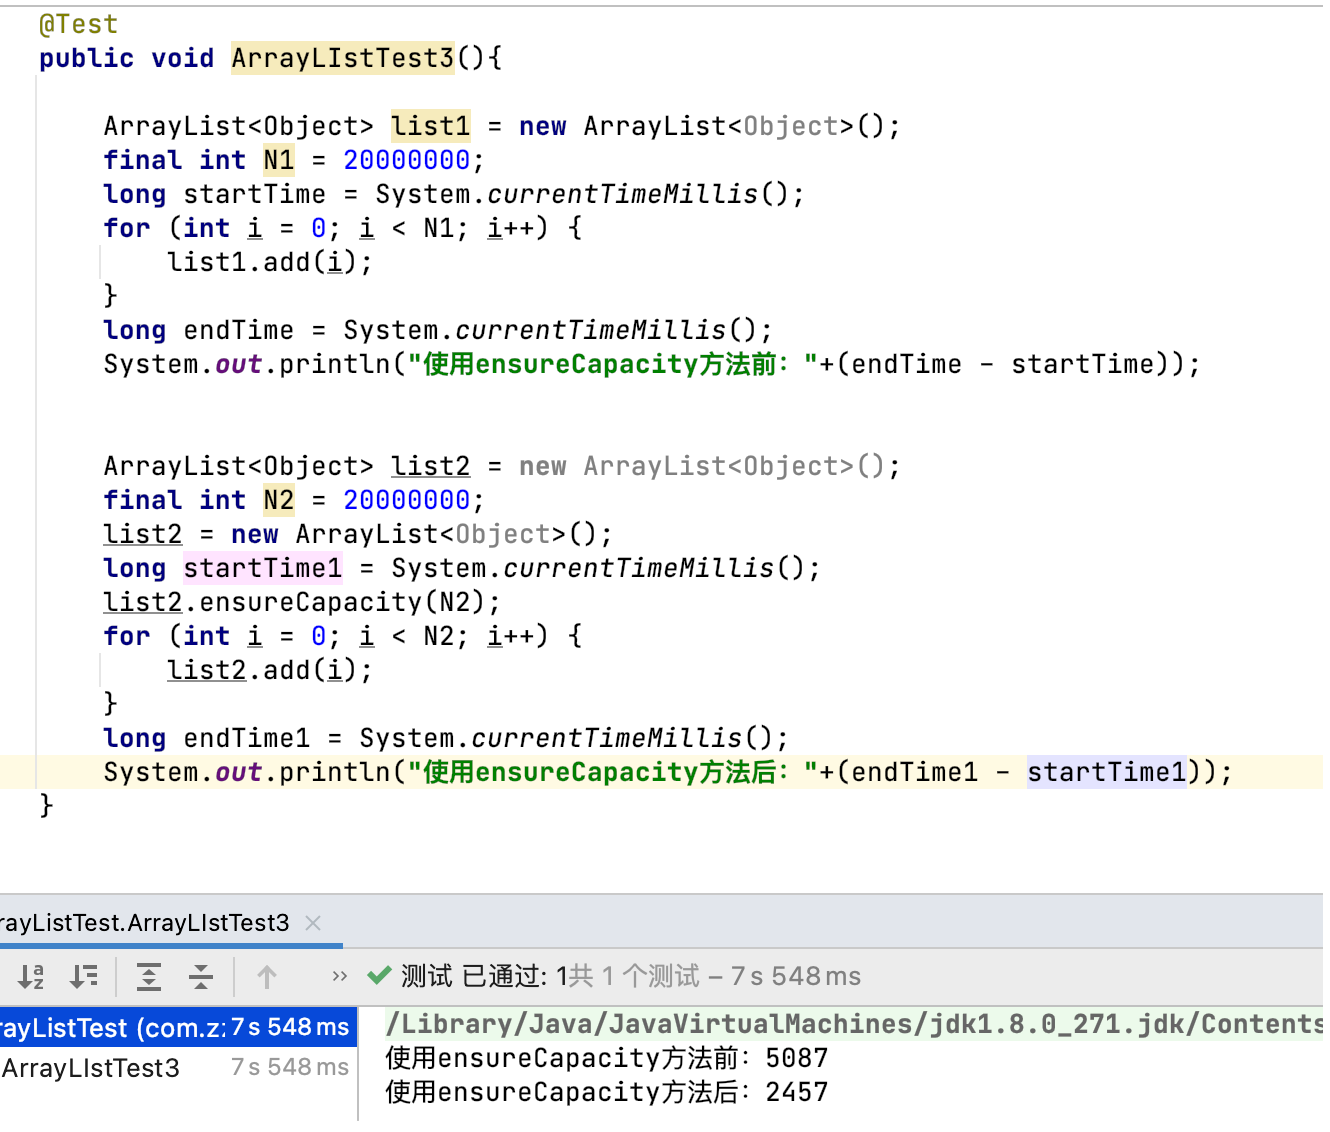 @Test
public void ArrayLIstTest3(){
ArrayList<Object> list1 = new ArrayList<Object>();
final int N1 = 20000000;
long startTime = System.currentTimeMillis();
for (int i = 0; i < N1; i++) {
list1.add(i);
}
long endTime = System.currentTimeMillis();
System.out.println("使用ensureCapacity方法前："+(endTime - startTime));
ArrayList<Object> list2 = new ArrayList<Object>();
final int N2 = 20000000;
list2 = new ArrayList<Object>();
long startTime1 = System.currentTimeMillis();
list2.ensureCapacity(N2);
for (int i = 0; i < N2; i++) {
list2.add(i);
}
long endTime1 = System.currentTimeMillis();
System.out.println("使用ensureCapacity方法后："+(endTime1 - startTime1));
}
rayListTest.ArrayLIstTest3
>> 测试 已通过: 1共 1 个测试 – 7 s 548 ms
rayListTest (com.z: 7 s 548 ms
ArrayLIstTest3 7 s 548 ms
/Library/Java/JavaVirtualMachines/jdk1.8.0_271.jdk/Contents
使用ensureCapacity方法前：5087
使用ensureCapacity方法后：2457